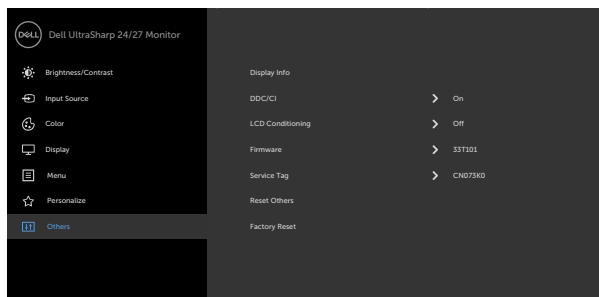 DELL Dell UltraSharp 24/27 Monitor
Brightness/Contrast Display Info
Input Source DDC/CI On
Color LCD Conditioning Off
Display Firmware 33T101
Menu Service Tag CN073K0
Personalize Reset Others
Others Factory Reset